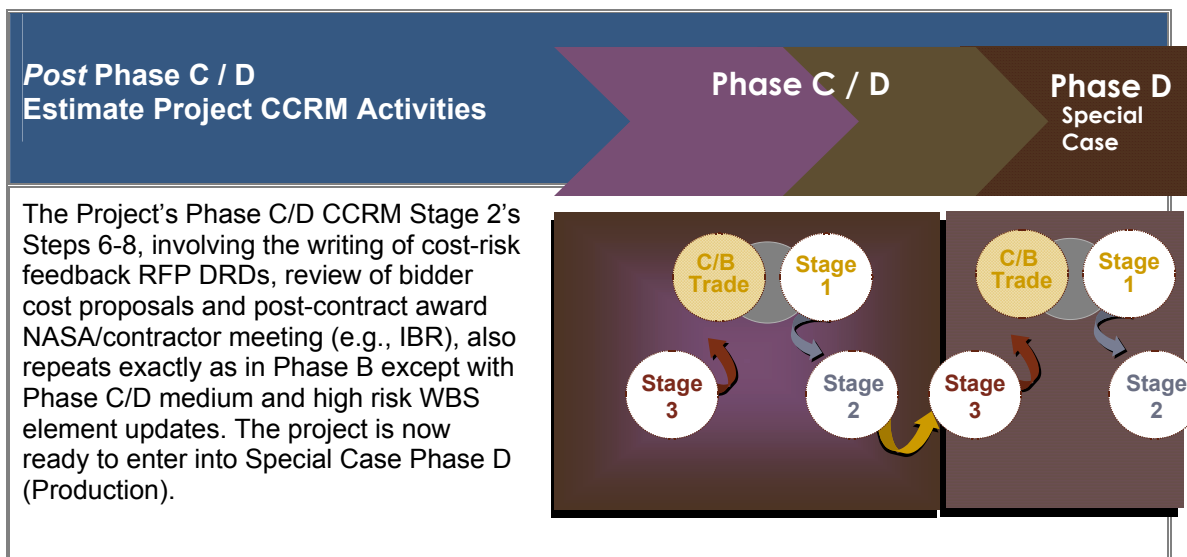 Post Phase C / D
Estimate Project CCRM Activities
Phase C / D
Phase D
Special
Case
The Project’s Phase C/D CCRM Stage 2’s
Steps 6-8, involving the writing of cost-risk
feedback RFP DRDs, review of bidder
cost proposals and post-contract award
NASA/contractor meeting (e.g., IBR), also
repeats exactly as in Phase B except with
Phase C/D medium and high risk WBS
element updates. The project is now
ready to enter into Special Case Phase D
(Production).
C/B
Trade
Stage
1
Stage
3
Stage
2
C/B
Trade
Stage
1
Stage
3
Stage
2